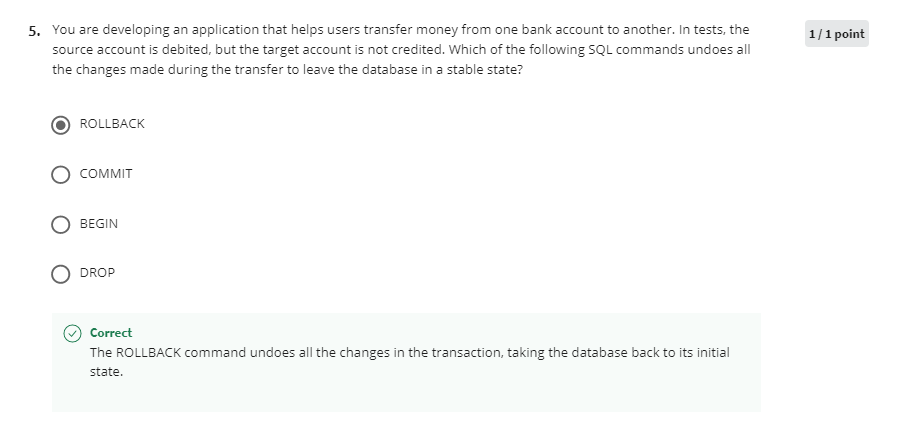 5. You are developing an application that helps users transfer money from one bank account to another. In tests, the
1 / 1 point
source account is debited, but the target account is not credited. Which of the following SQL commands undoes all
the changes made during the transfer to leave the database in a stable state?
ROLLBACK
COMMIT
BEGIN
DROP
Correct
The ROLLBACK command undoes all the changes in the transaction, taking the database back to its initial
state.